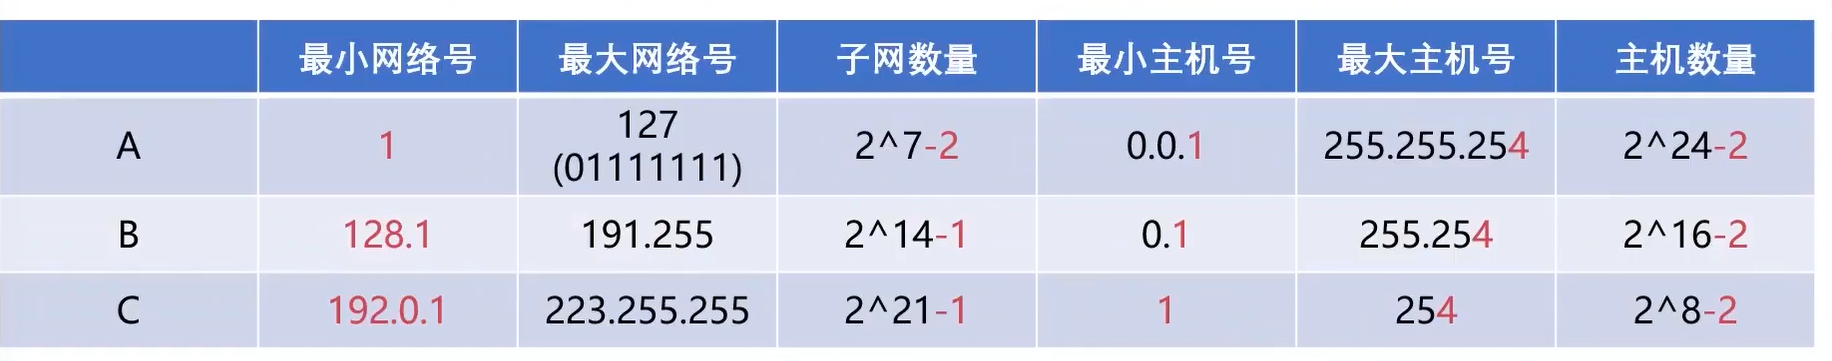 最小网络号 最大网络号 子网数量 最小主机号 最大主机号 主机数量
A 1 127 (01111111) 2^7-2 0.0.1 255.255.254 2^24-2
B 128.1 191.255 2^14-1 0.1 255.254 2^16-2
C 192.0.1 223.255.255 2^21-1 1 254 2^8-2